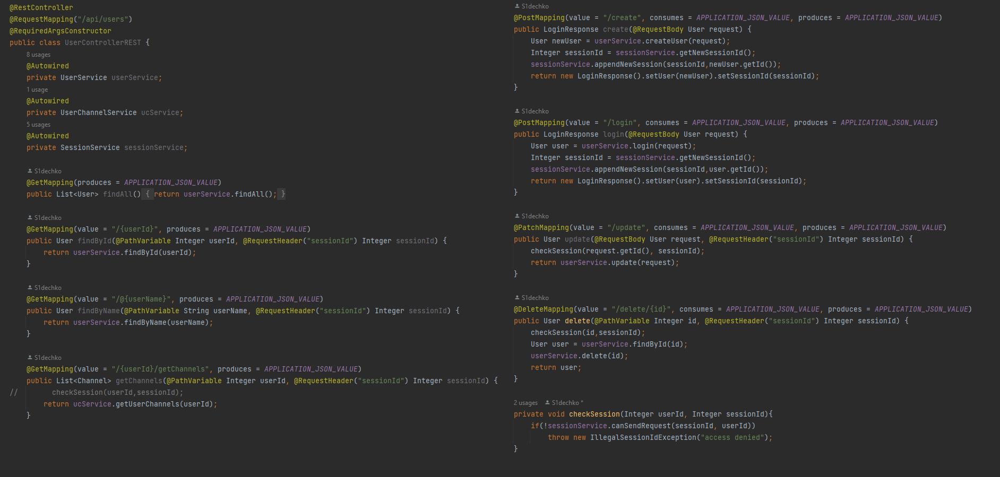 @RestController
@RequestMapping("/api/users")
@RequiredArgsConstructor
public class UserControllerREST {
8 usages
@Autowired
private UserService userService;
1 usage
@Autowired
private UserChannelService ucService;
5 usages
@Autowired
private SessionService sessionService;
S1dechko
@GetMapping(produces = APPLICATION_JSON_VALUE)
public List<User> findAll() { return userService.findAll(); }
S1dechko
@GetMapping(value = "/{userId}", produces = APPLICATION_JSON_VALUE)
public User findById(@PathVariable Integer userId, @RequestHeader("sessionId") Integer sessionId) {
return userService.findById(userId);
}
S1dechko
@GetMapping(value = "/@{userName}", produces = APPLICATION_JSON_VALUE)
public User findByName(@PathVariable String userName, @RequestHeader("sessionId") Integer sessionId) {
return userService.findByName(userName);
}
S1dechko
@GetMapping(value = "/{userId}/getChannels", produces = APPLICATION_JSON_VALUE)
public List<Channel> getChannels(@PathVariable Integer userId, @RequestHeader("sessionId") Integer sessionId) {
// checkSession(userId,sessionId);
return ucService.getUserChannels(userId);
}
S1dechko
@PostMapping(value = "/create", consumes = APPLICATION_JSON_VALUE, produces = APPLICATION_JSON_VALUE)
public LoginResponse create(@RequestBody User request) {
User newUser = userService.createUser(request);
Integer sessionId = sessionService.getNewSessionId();
sessionService.appendNewSession(sessionId,newUser.getId());
return new LoginResponse().setUser(newUser).setSessionId(sessionId);
}
S1dechko
@PostMapping(value = "/login", consumes = APPLICATION_JSON_VALUE, produces = APPLICATION_JSON_VALUE)
public LoginResponse login(@RequestBody User request) {
User user = userService.login(request);
Integer sessionId = sessionService.getNewSessionId();
sessionService.appendNewSession(sessionId,user.getId());
return new LoginResponse().setUser(user).setSessionId(sessionId);
}
S1dechko
@PatchMapping(value = "/update", consumes = APPLICATION_JSON_VALUE, produces = APPLICATION_JSON_VALUE)
public User update(@RequestBody User request, @RequestHeader("sessionId") Integer sessionId) {
checkSession(request.getId(), sessionId);
return userService.update(request);
}
S1dechko
@DeleteMapping(value = "/delete/{id}", consumes = APPLICATION_JSON_VALUE, produces = APPLICATION_JSON_VALUE)
public User delete(@PathVariable Integer id, @RequestHeader("sessionId") Integer sessionId) {
checkSession(id,sessionId);
User user = userService.findById(id);
userService.delete(id);
return user;
}
2 usages S1dechko *
private void checkSession(Integer userId, Integer sessionId){
if(!sessionService.canSendRequest(sessionId, userId))
throw new IllegalSessionIdException("access denied");
}